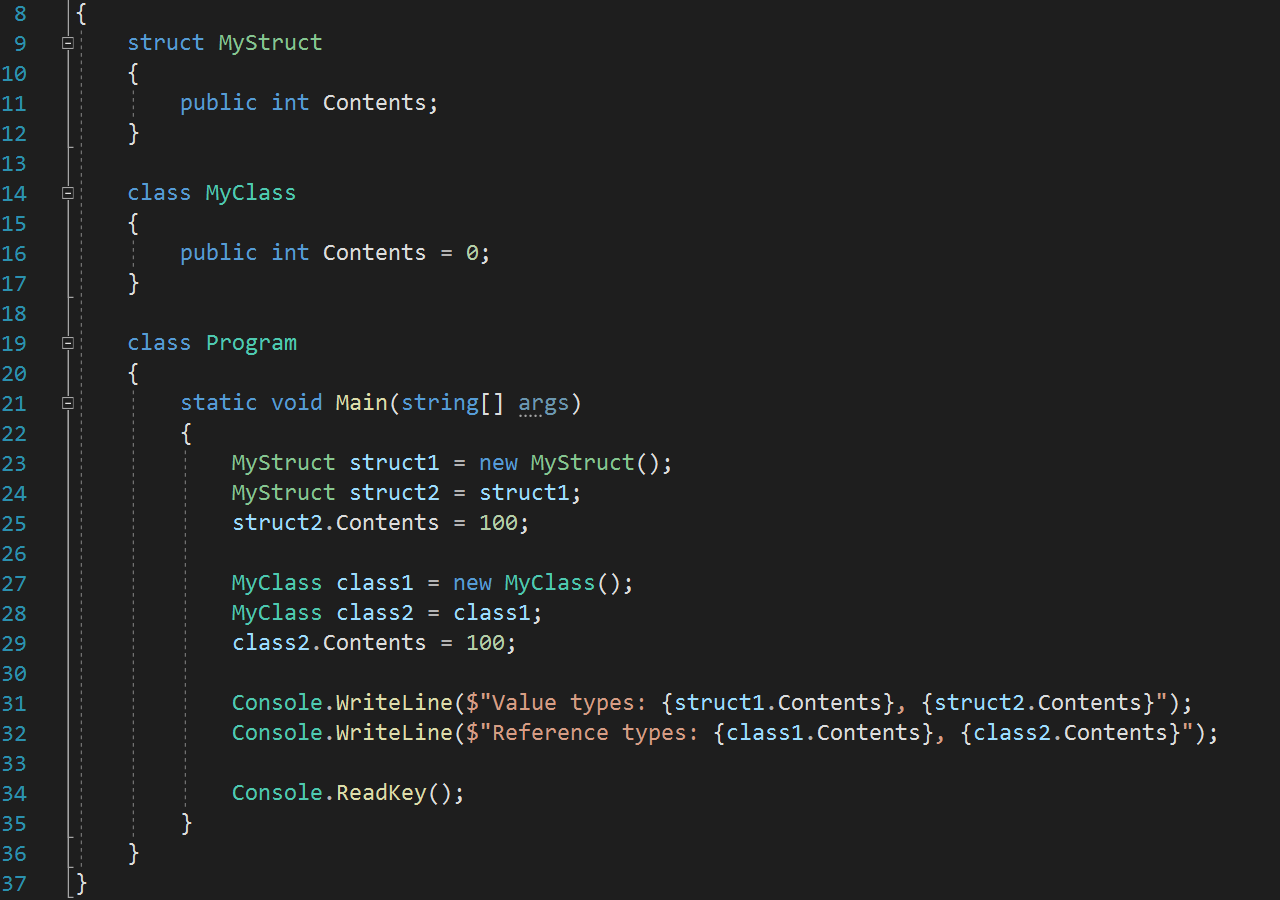 8 {
9 struct MyStruct
10 {
11 public int Contents;
12 }
13
14 class MyClass
15 {
16 public int Contents = 0;
17 }
18
19 class Program
20 {
21 static void Main(string[] args)
22 {
23 MyStruct struct1 = new MyStruct();
24 MyStruct struct2 = struct1;
25 struct2.Contents = 100;
26
27 MyClass class1 = new MyClass();
28 MyClass class2 = class1;
29 class2.Contents = 100;
30
31 Console.WriteLine($"Value types: {struct1.Contents}, {struct2.Contents}");
32 Console.WriteLine($"Reference types: {class1.Contents}, {class2.Contents}");
33
34 Console.ReadKey();
35 }
36 }
37 }